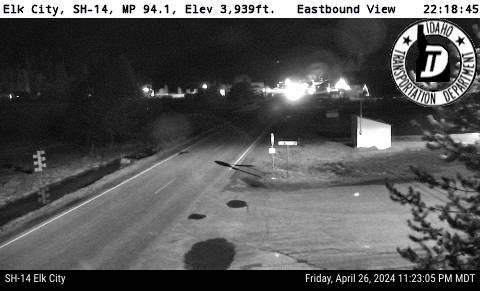 Elk City, SH-14, MP 94.1, Elev 3,939ft. Eastbound View 22:18:45
IDAHO
TRANSPORTATION DEPARTMENT
SH-14 Elk City Friday, April 26, 2024 11:23:05 PM MDT